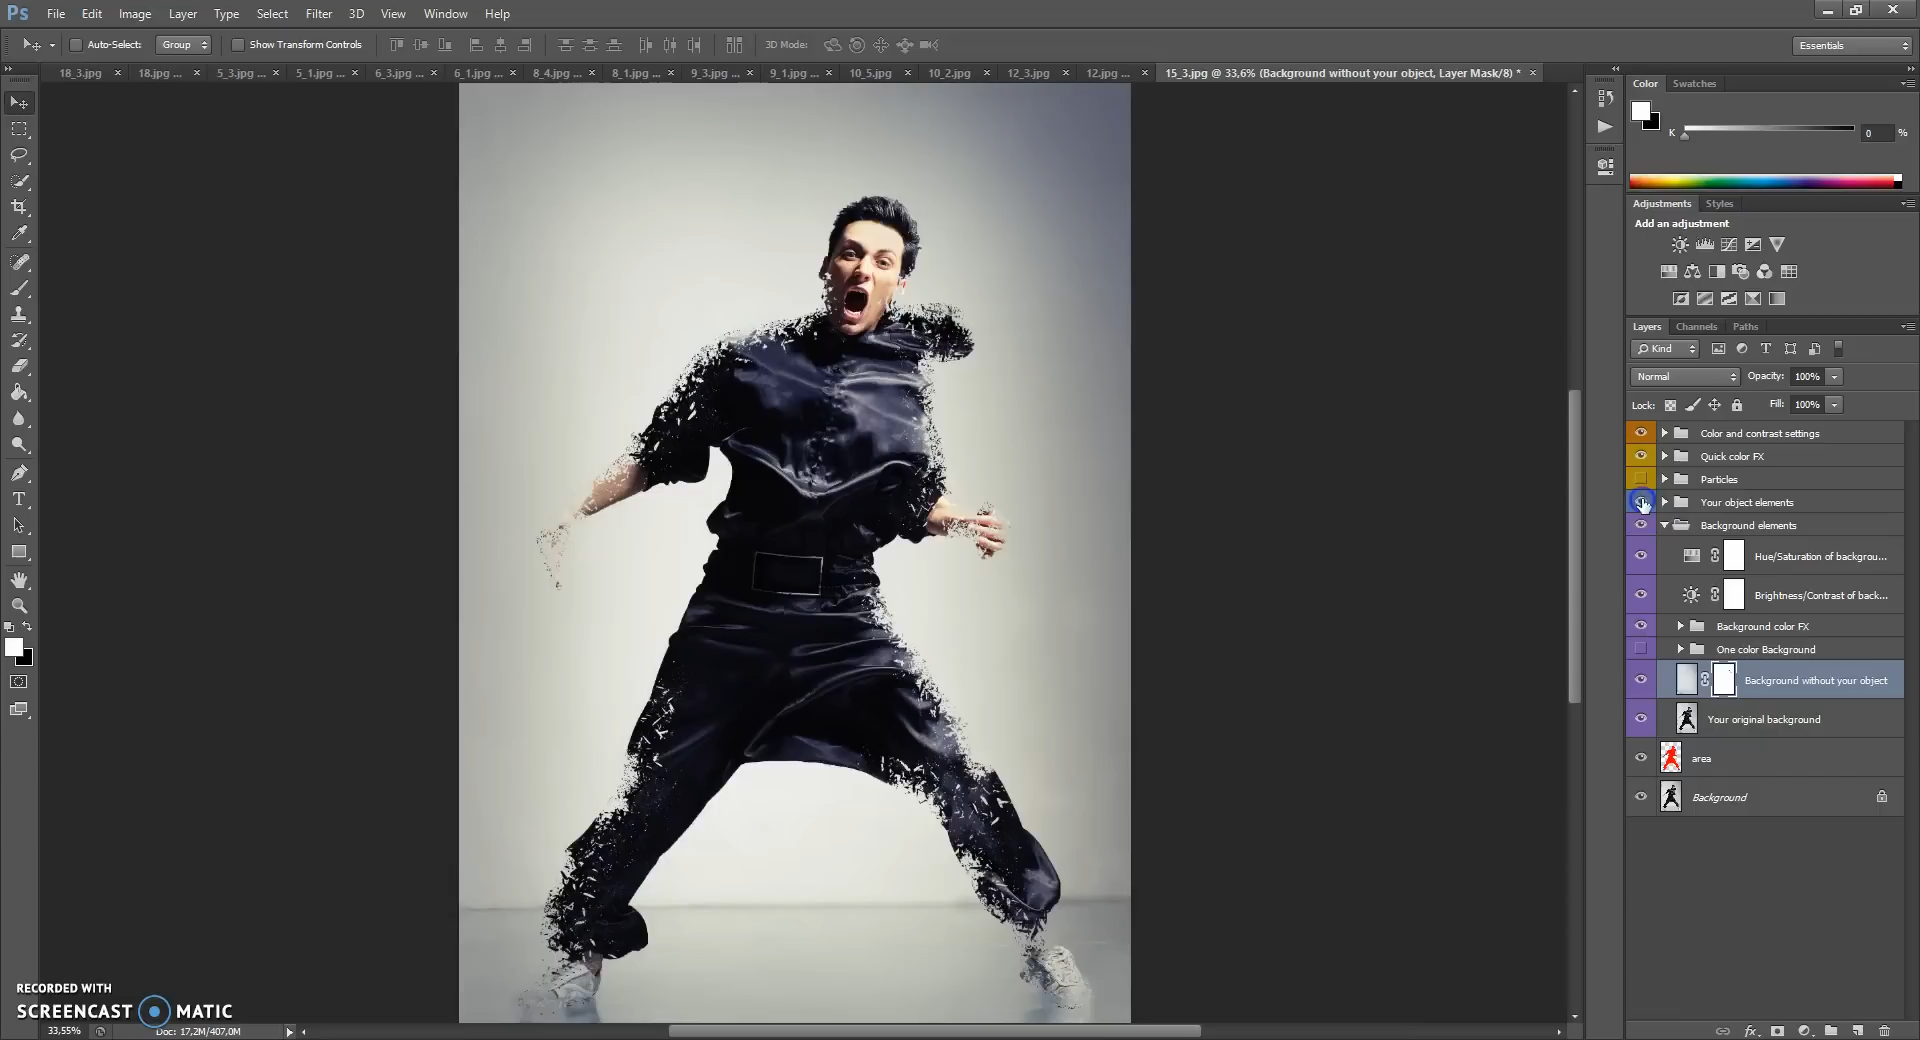 Ps File Edit Image Layer Type Select Filter 3D View Window Help
Auto-Select: Group Show Transform Controls 3D Mode: Essentials
18_3.jpg 18.jpg ... 5_3.jpg ... 5_1.jpg ... 6_3.jpg ... 6_1.jpg ... 8_4.jpg ... 8_1.jpg ... 9_3.jpg ... 9_1.jpg ... 10_5.jpg 10_2.jpg 12_3.jpg 12.jpg ... 15_3.jpg @ 33,6% (Background without your object, Layer Mask/8) *
Color Swatches
K 0 %
Adjustments Styles
Add an adjustment
Layers Channels Paths
Kind
Normal Opacity: 100%
Lock: Fill: 100%
Color and contrast settings
Quick color FX
Particles
Your object elements
Background elements
Hue/Saturation of backgrou...
Brightness/Contrast of back...
Background color FX
One color Background
Background without your object
Your original background
area
Background
RECORDED WITH
SCREENCAST MATIC
33,55% Doc: 17,2M/407,0M